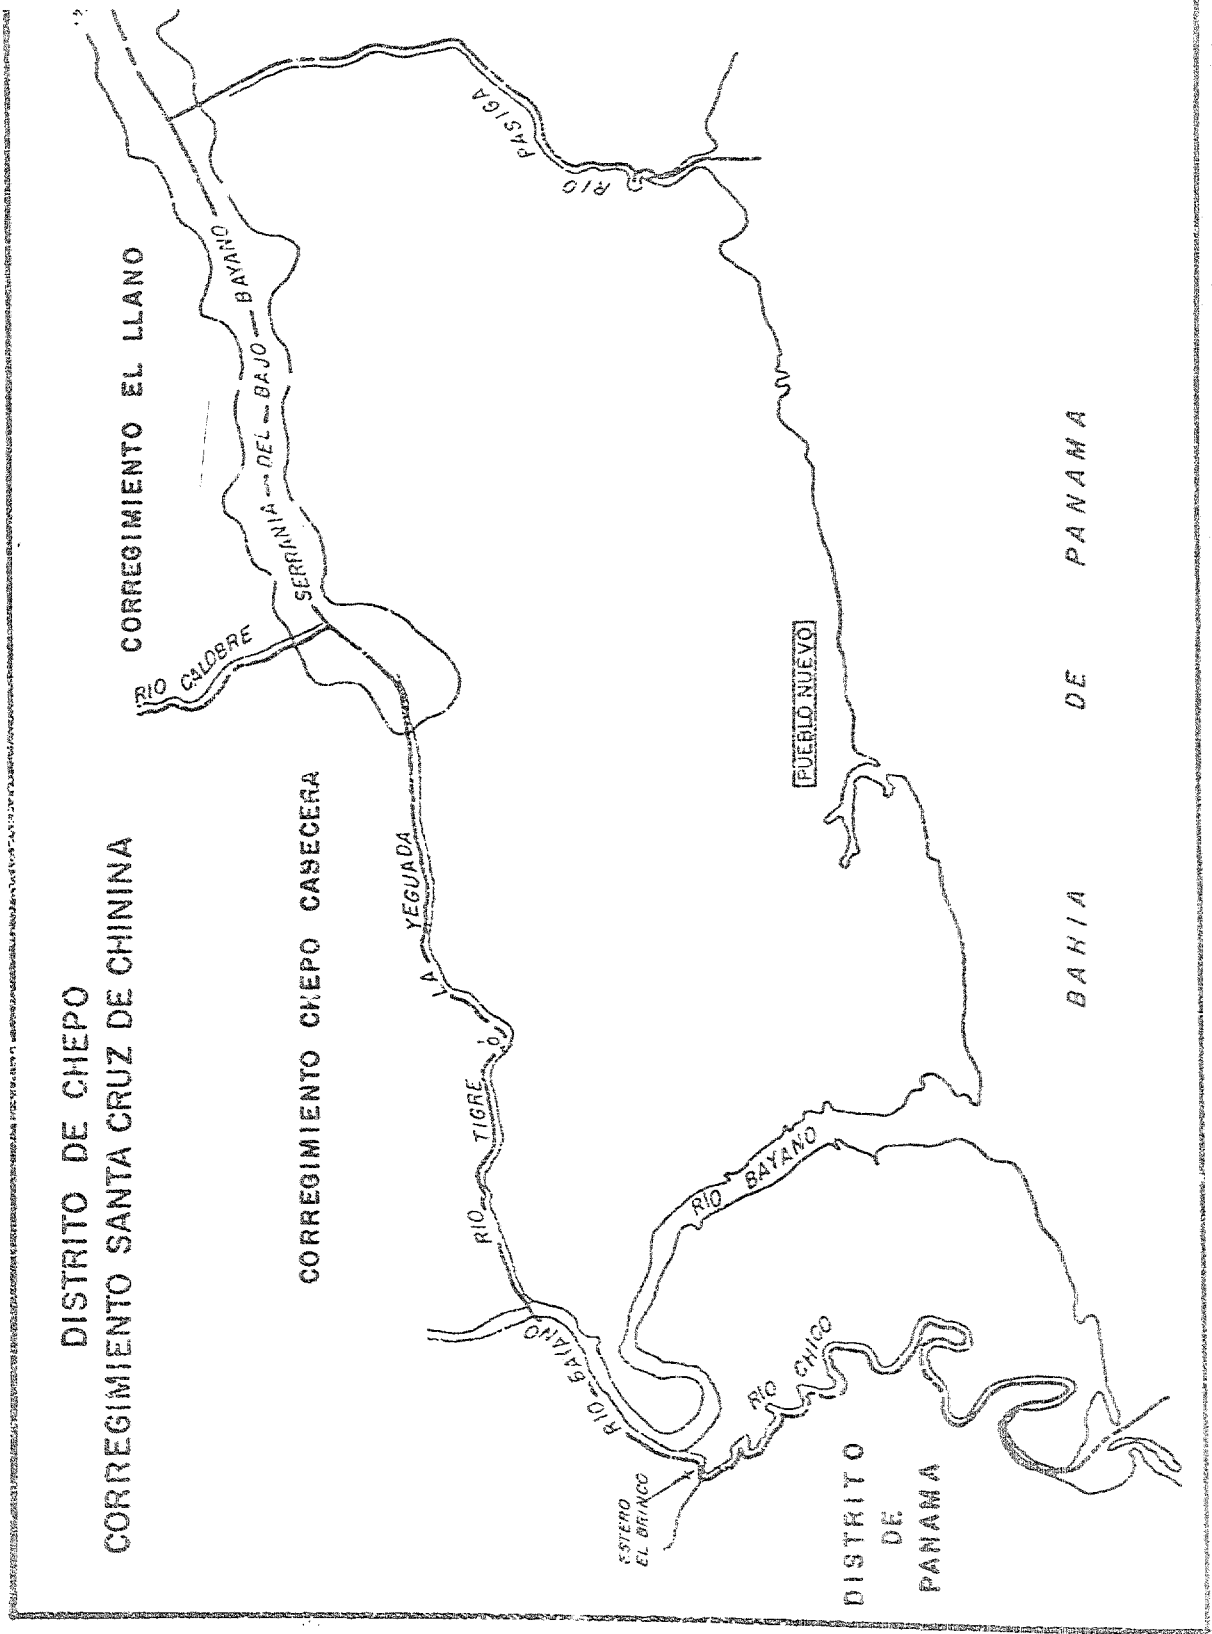 DISTRITO DE CHEPO
CORREGIMIENTO SANTA CRUZ DE CHININA
CORREGIMIENTO EL LLANO
CORREGIMIENTO CHEPO CABECERA
RIO CALOBRE
SERRANIA DEL BAJO BAYANO
RIO PASIGA
LA YEGUADA
RIO TIGRE
O
RIO BAIANO
RIO BAYANO
RIO CHICO
ESTERO
EL BRINCO
PUEBLO NUEVO
DISTRITO
DE
PANAMA
BAHIA DE PANAMA